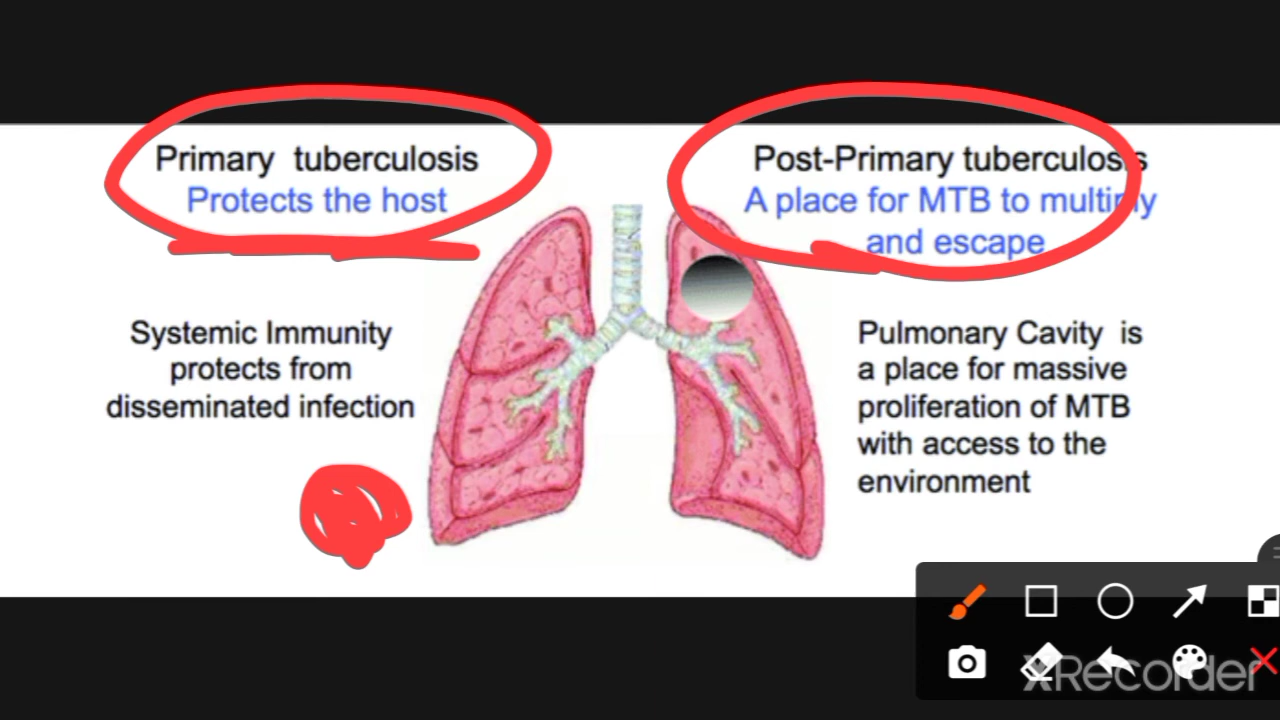 Primary tuberculosis
Protects the host
Post-Primary tuberculosis
A place for MTB to multiply
and escape
Systemic Immunity
protects from
disseminated infection
Pulmonary Cavity is
a place for massive
proliferation of MTB
with access to the
environment
XRecorder